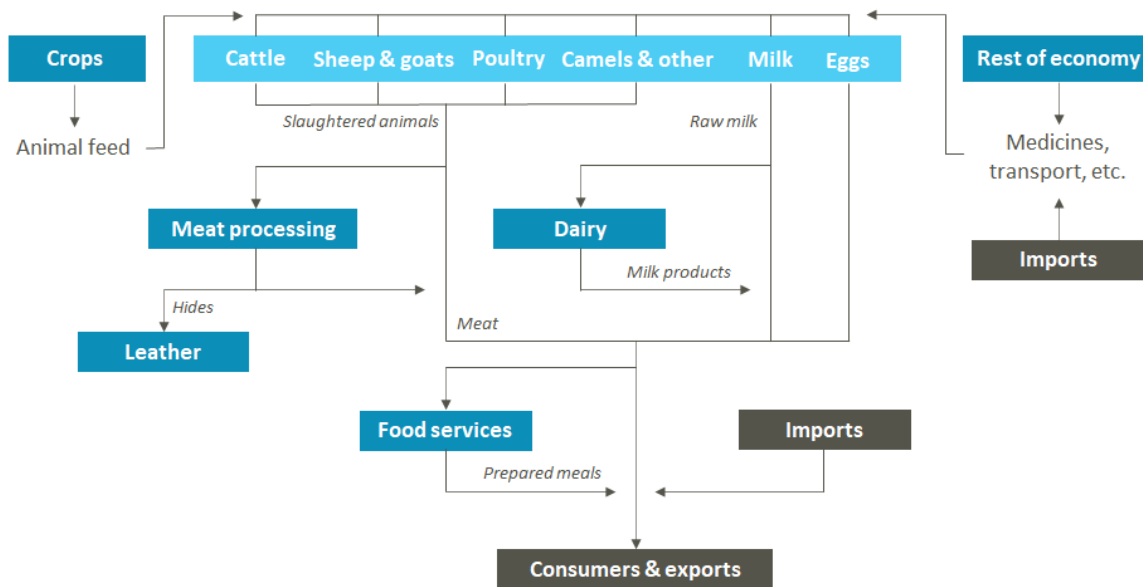 Crops
Cattle
Sheep & goats
Poultry
Camels & other
Milk
Eggs
Rest of economy
Slaughtered animals
Raw milk
Animal feed
Medicines,
transport, etc.
Meat processing
Dairy
Imports
Milk products
Hides
Meat
Leather
Food services
Imports
Prepared meals
Consumers & exports